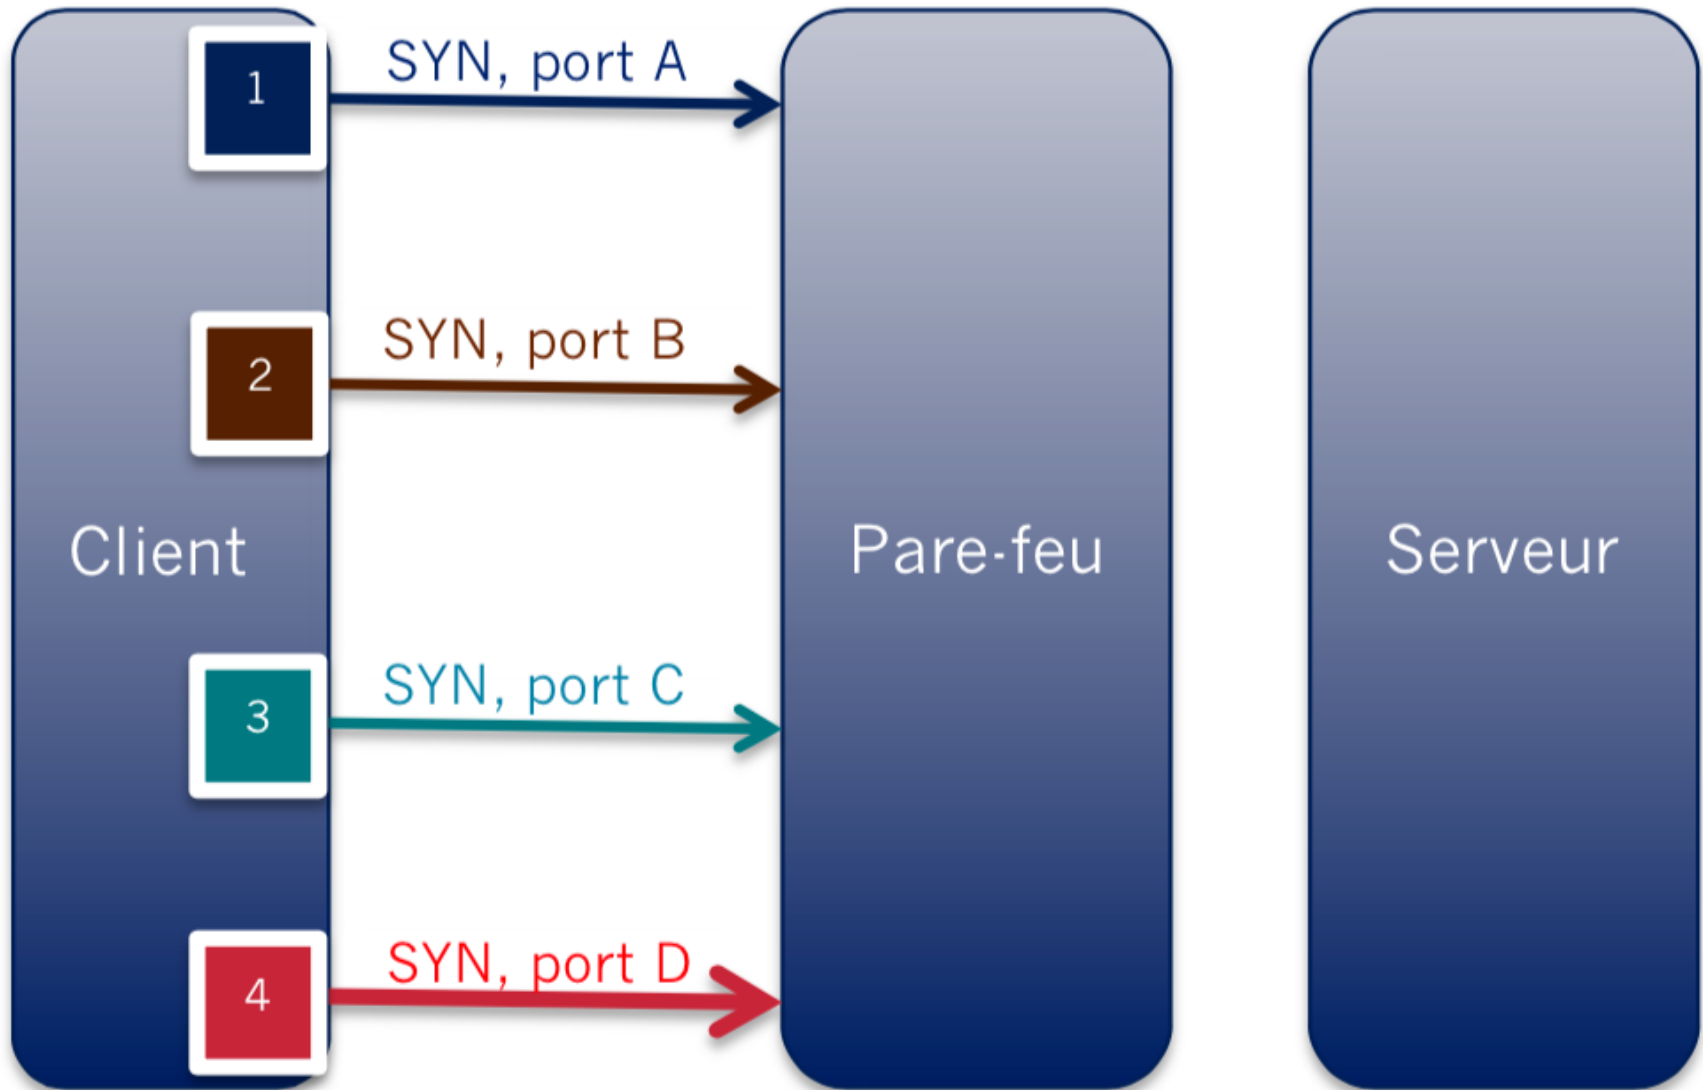 1
SYN, port A
2
SYN, port B
Client
Pare-feu
Serveur
3
SYN, port C
4
SYN, port D